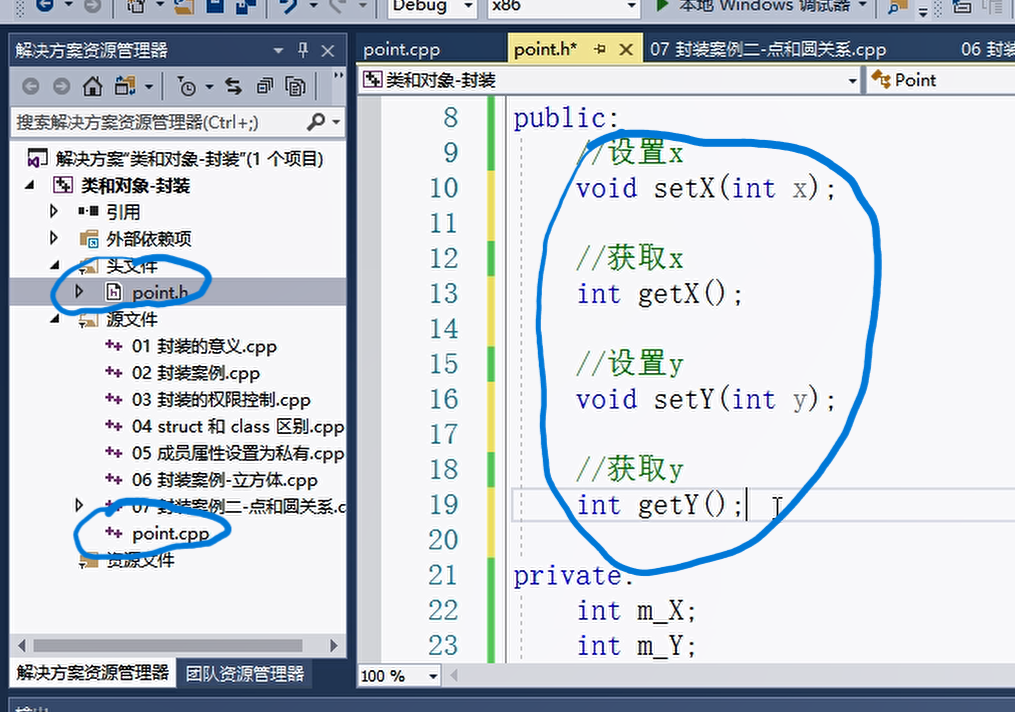 Debug
x86
本地 Windows 调试器
解决方案资源管理器
搜索解决方案资源管理器(Ctrl+;)
解决方案"类和对象-封装"(1 个项目)
类和对象-封装
引用
外部依赖项
头文件
point.h
源文件
01 封装的意义.cpp
02 封装案例.cpp
03 封装的权限控制.cpp
04 struct 和 class 区别.cpp
05 成员属性设置为私有.cpp
06 封装案例-立方体.cpp
07 封装案例二-点和圆关系.c
point.cpp
资源文件
解决方案资源管理器
团队资源管理器
point.cpp
point.h*
07 封装案例二-点和圆关系.cpp
06 封装
类和对象-封装
Point
8 public:
9 //设置x
10 void setX(int x);
11
12 //获取x
13 int getX();
14
15 //设置y
16 void setY(int y);
17
18 //获取y
19 int getY();
20
21 private:
22 int m_X;
23 int m_Y;
100 %